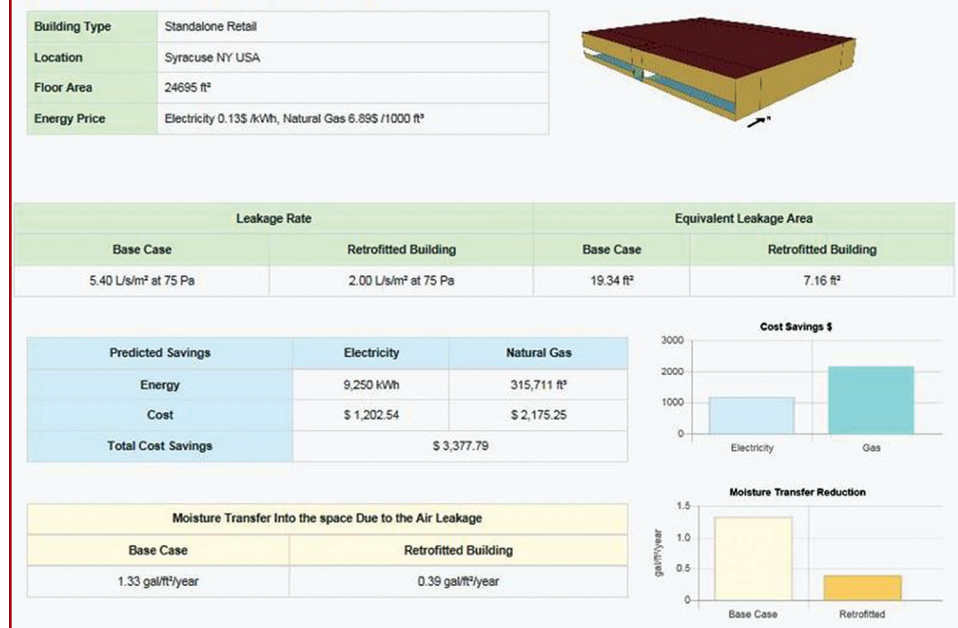 Building Type Standalone Retail
Location Syracuse NY USA
Floor Area 24695 ft²
Energy Price Electricity 0.13$ /kWh, Natural Gas 6.89$ /1000 ft³
Leakage Rate Equivalent Leakage Area
Base Case Retrofitted Building Base Case Retrofitted Building
5.40 L/s/m² at 75 Pa 2.00 L/s/m² at 75 Pa 19.34 ft² 7.16 ft²
Predicted Savings Electricity Natural Gas
Energy 9,250 kWh 315,711 ft³
Cost $ 1,202.54 $ 2,175.25
Total Cost Savings $ 3,377.79
Cost Savings $
3000
2000
1000
0
Electricity Gas
Moisture Transfer Into the space Due to the Air Leakage
Base Case Retrofitted Building
1.33 gal/ft²/year 0.39 gal/ft²/year
Moisture Transfer Reduction
gal/ft²/year
1.5
1.0
0.5
0
Base Case Retrofitted